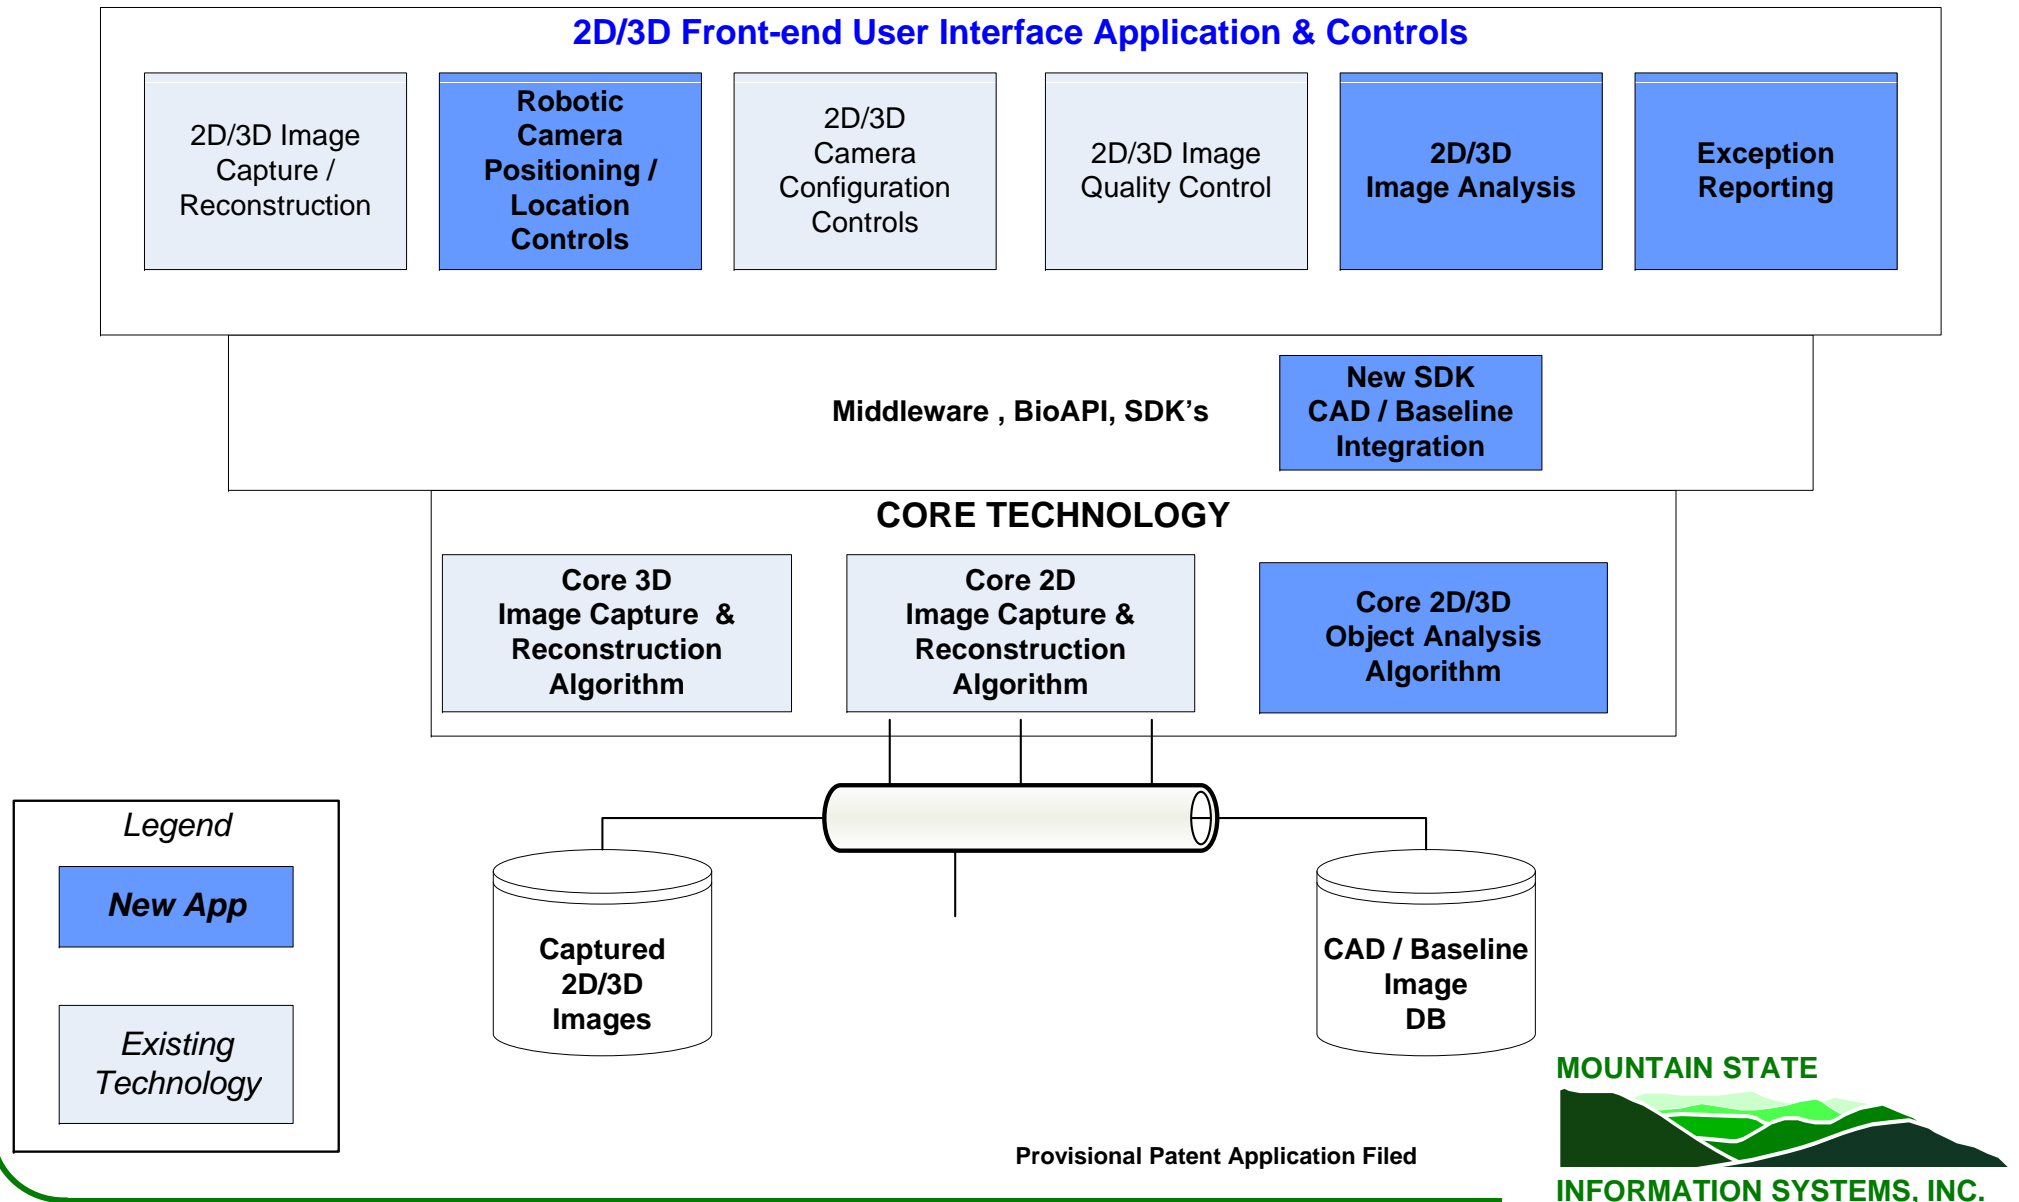 2D/3D Front-end User Interface Application & Controls
2D/3D Image
Capture /
Reconstruction
Robotic
Camera
Positioning /
Location
Controls
2D/3D
Camera
Configuration
Controls
2D/3D Image
Quality Control
2D/3D
Image Analysis
Exception
Reporting
Middleware , BioAPI, SDK’s
New SDK
CAD / Baseline
Integration
CORE TECHNOLOGY
Core 3D
Image Capture &
Reconstruction
Algorithm
Core 2D
Image Capture &
Reconstruction
Algorithm
Core 2D/3D
Object Analysis
Algorithm
Legend
New App
Existing
Technology
Captured
2D/3D
Images
CAD / Baseline
Image
DB
Provisional Patent Application Filed
MOUNTAIN STATE
INFORMATION SYSTEMS, INC.